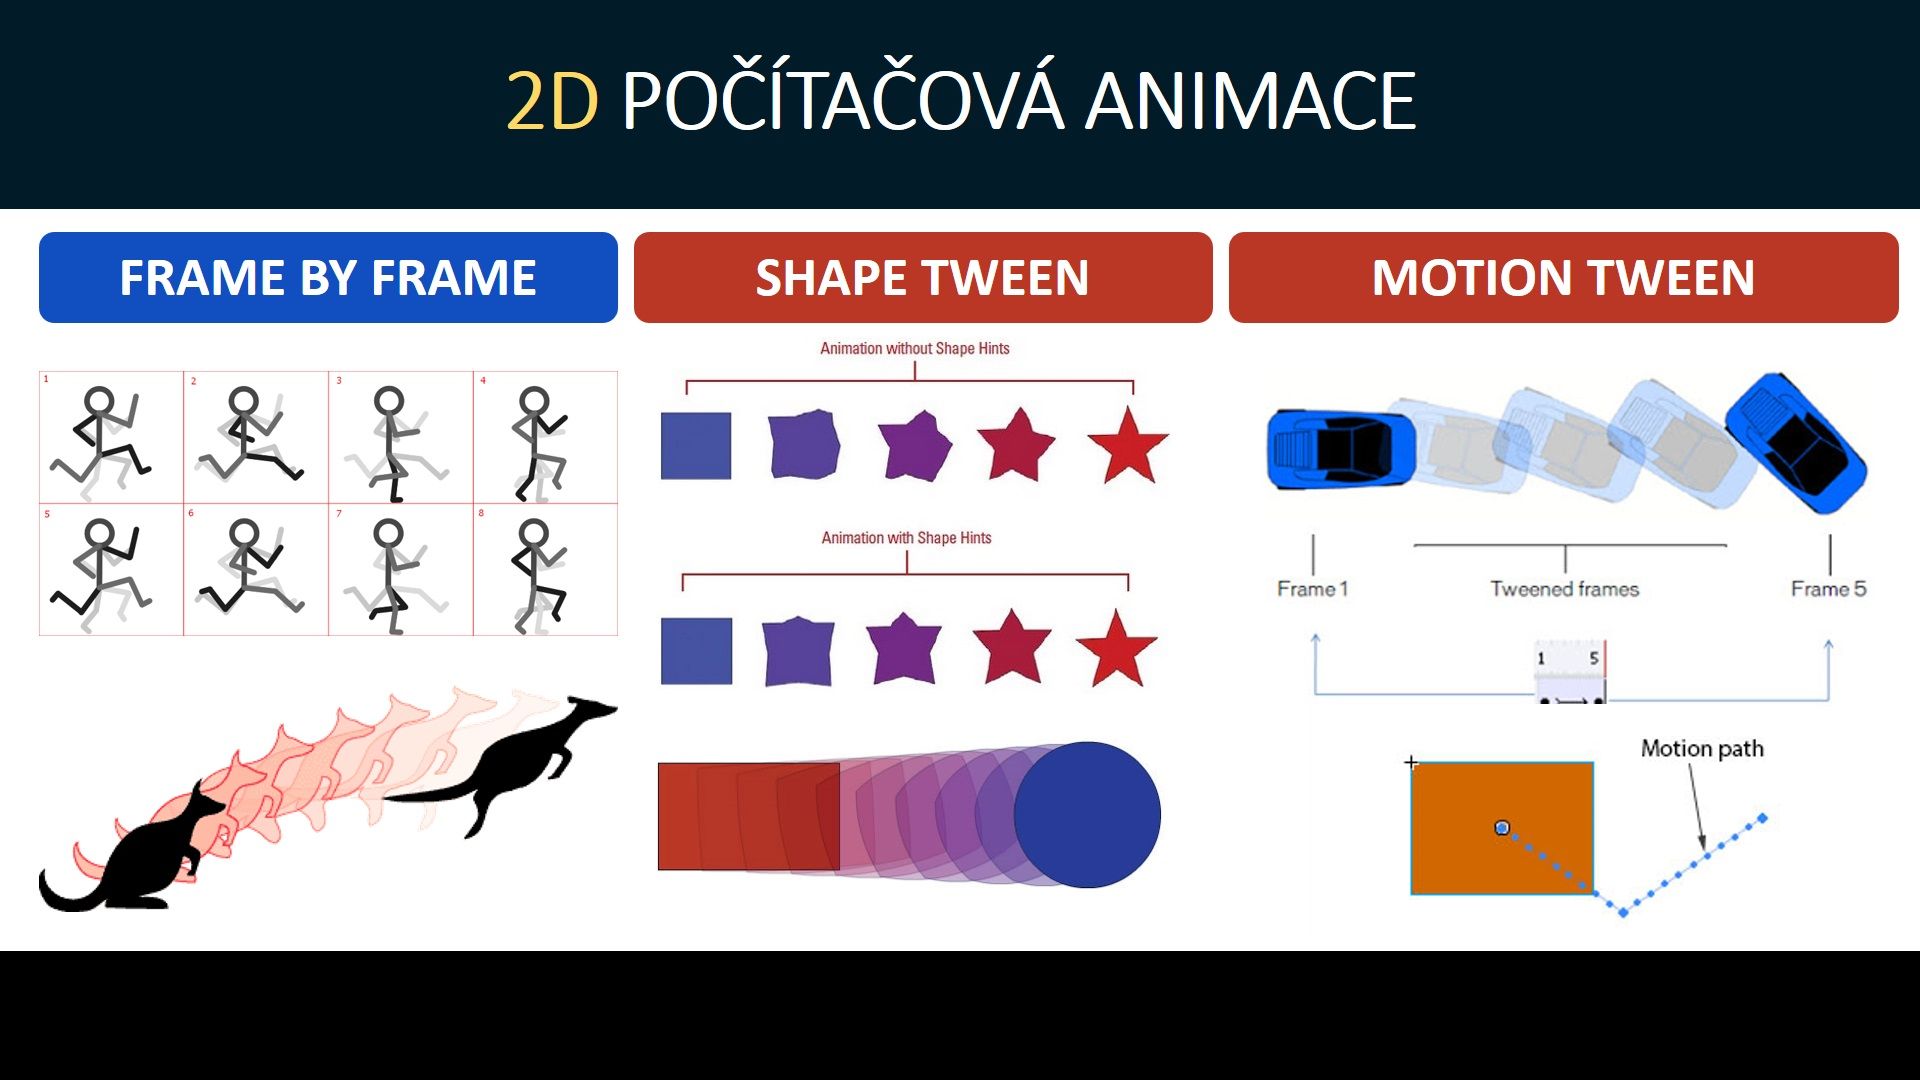 2D POČÍTAČOVÁ ANIMACE
FRAME BY FRAME
SHAPE TWEEN
MOTION TWEEN
1 2 3 4
5 6 7 8
Animation without Shape Hints
Animation with Shape Hints
Frame 1
Tweened frames
Frame 5
1 5
Motion path